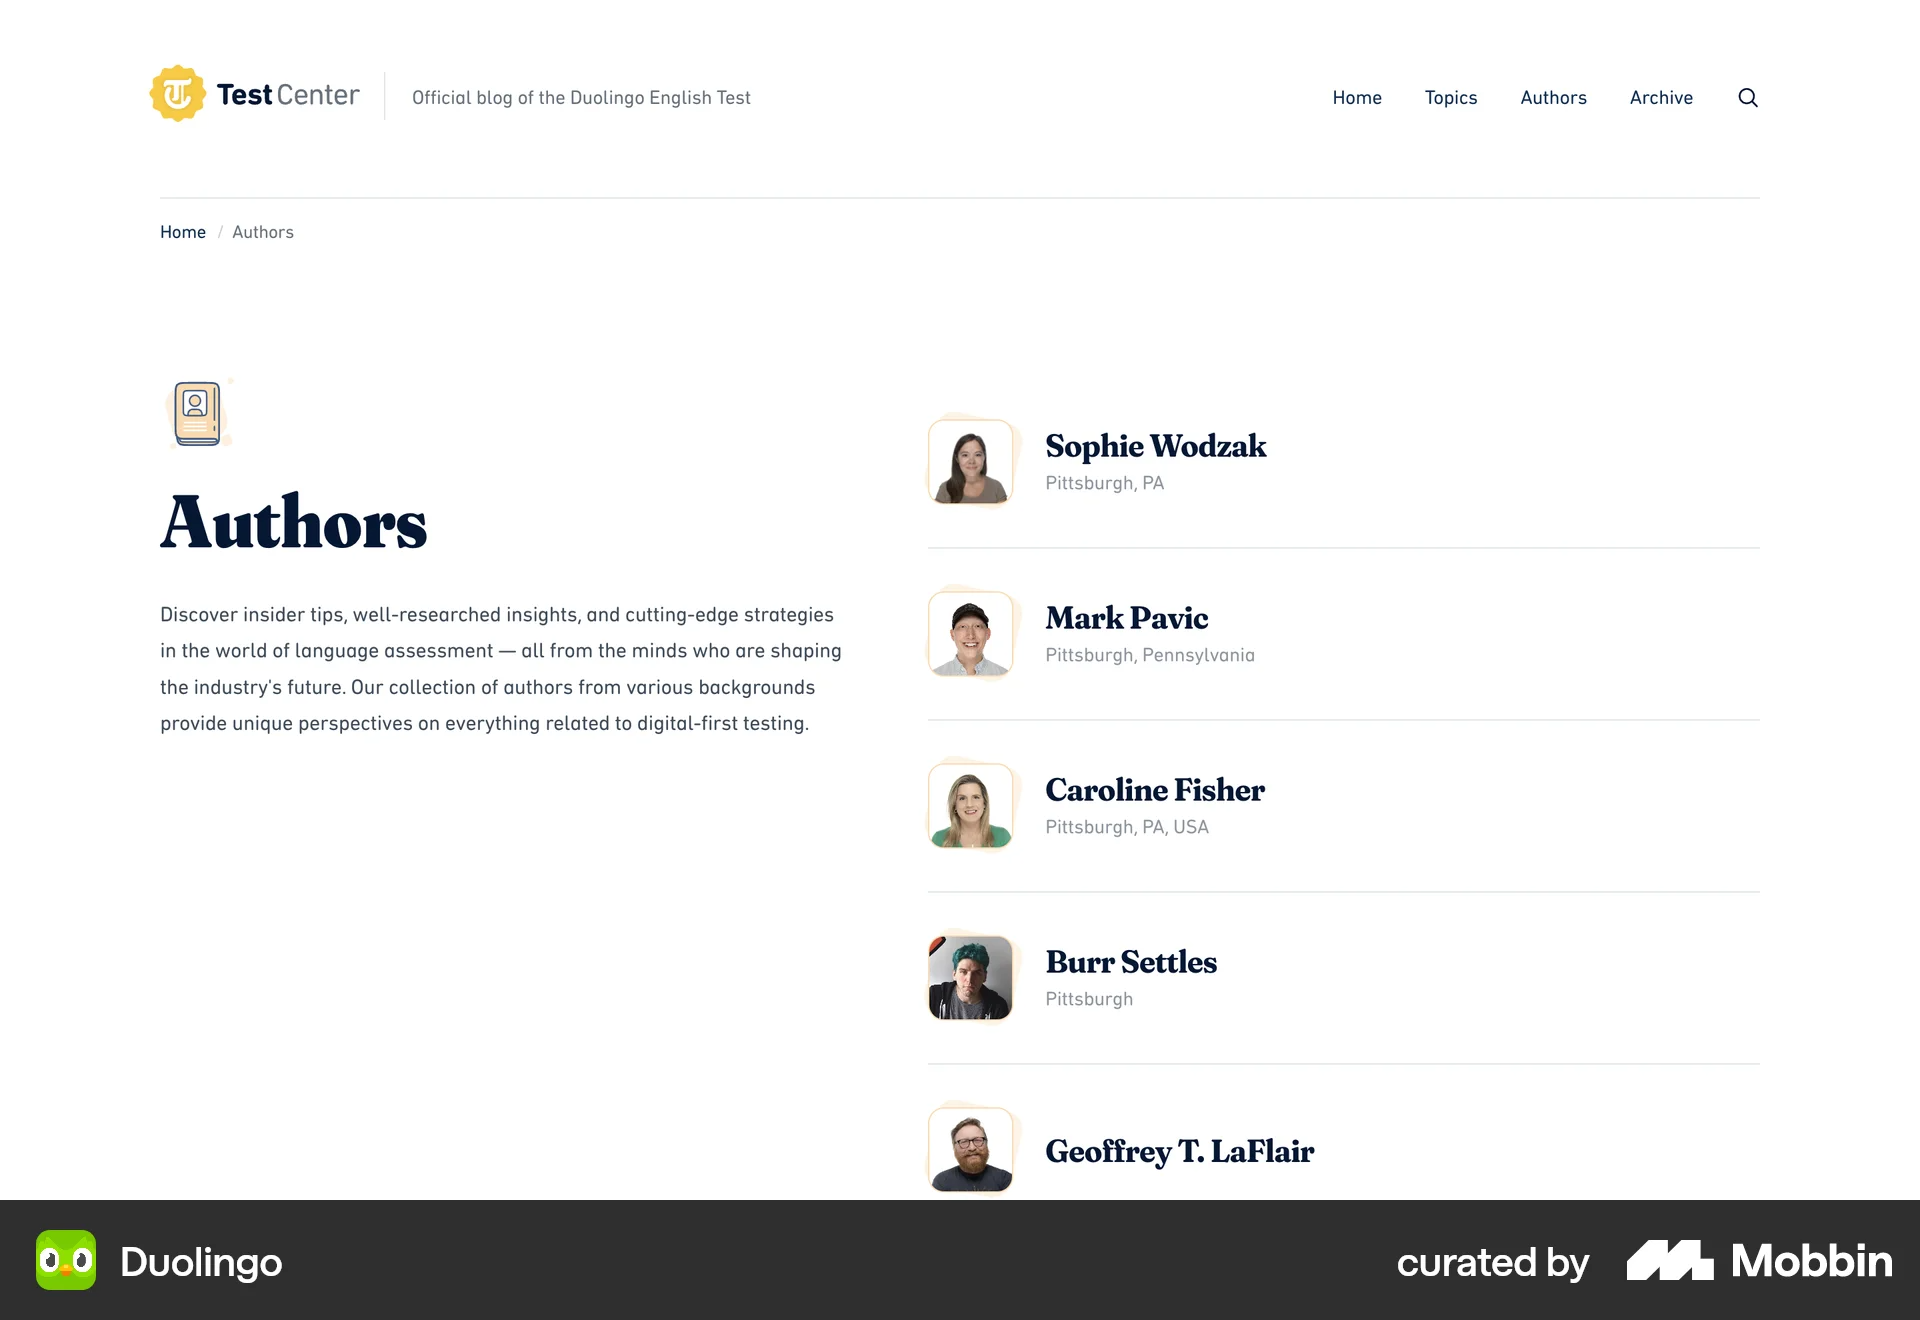 Test Center
Official blog of the Duolingo English Test
Home
Topics
Authors
Archive
Home / Authors
Authors
Discover insider tips, well-researched insights, and cutting-edge strategies
in the world of language assessment — all from the minds who are shaping
the industry's future. Our collection of authors from various backgrounds
provide unique perspectives on everything related to digital-first testing.
Sophie Wodzak
Pittsburgh, PA
Mark Pavic
Pittsburgh, Pennsylvania
Caroline Fisher
Pittsburgh, PA, USA
Burr Settles
Pittsburgh
Geoffrey T. LaFlair
Duolingo
curated by
Mobbin